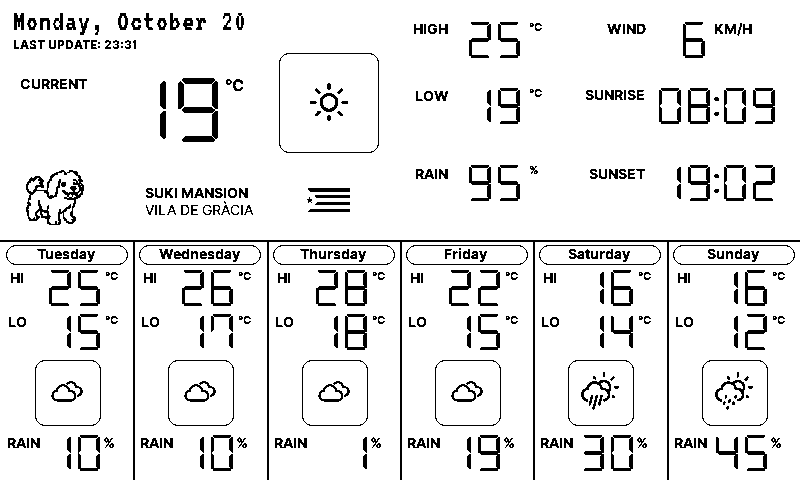 Monday, October 20
LAST UPDATE: 23:31
CURRENT 19 °C
SUKI MANSION
VILA DE GRÀCIA
HIGH 25 °C
LOW 19 °C
RAIN 95 %
WIND 6 KM/H
SUNRISE 08:09
SUNSET 19:02
Tuesday
HI 25 °C
LO 15 °C
RAIN 10 %
Wednesday
HI 26 °C
LO 17 °C
RAIN 10 %
Thursday
HI 28 °C
LO 18 °C
RAIN 1 %
Friday
HI 22 °C
LO 15 °C
RAIN 19 %
Saturday
HI 16 °C
LO 14 °C
RAIN 30 %
Sunday
HI 16 °C
LO 12 °C
RAIN 45 %